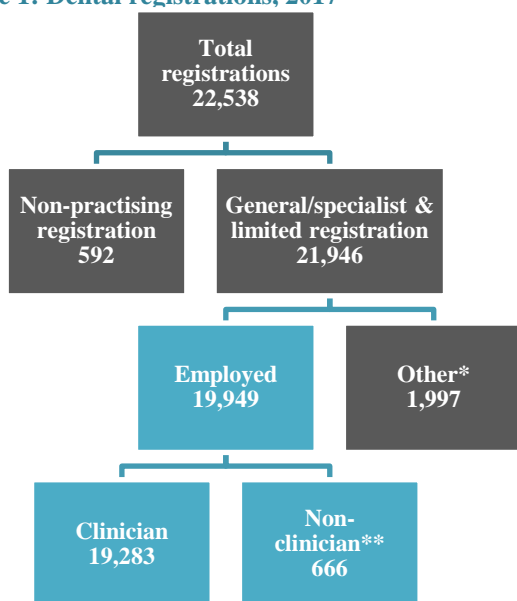 1: Dental registrations, 2017
Total
registrations
22,538
Non-practising
registration
592
General/specialist &
limited registration
21,946
Employed
19,949
Other*
1,997
Clinician
19,283
Non-
clinician**
666